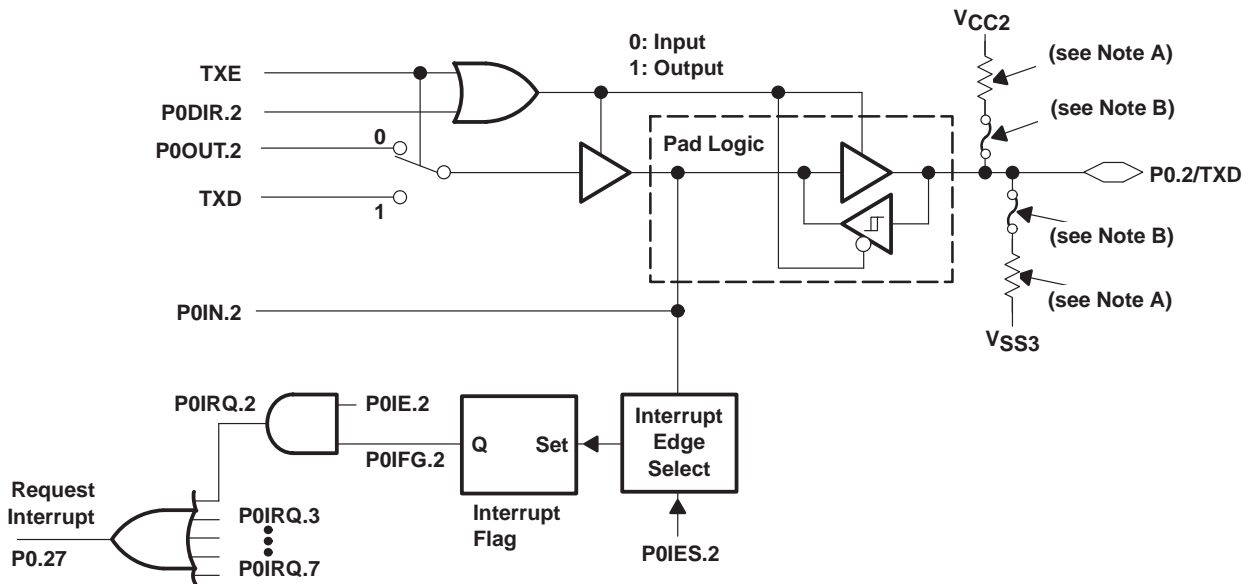 VCC2
0: Input
1: Output
(see Note A)
TXE
P0DIR.2
(see Note B)
0
Pad Logic
P0OUT.2
P0.2/TXD
TXD
1
(see Note B)
(see Note A)
P0IN.2
VSS3
P0IRQ.2
P0IE.2
Interrupt
Edge
Select
Q
Set
P0IFG.2
Request
Interrupt
P0IRQ.3
Interrupt
Flag
P0IES.2
P0.27
P0IRQ.7